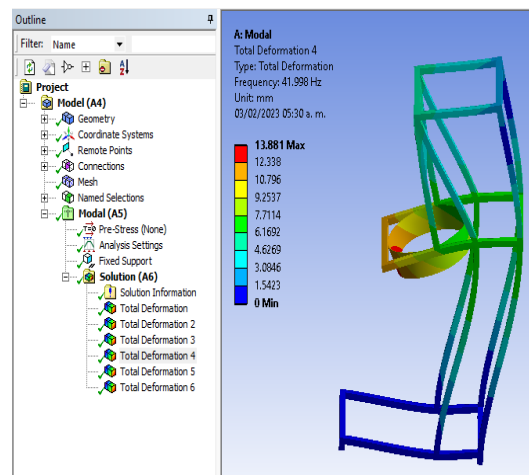 Outline
Filter: Name
Project
Model (A4)
Geometry
Coordinate Systems
Remote Points
Connections
Mesh
Named Selections
Modal (A5)
Pre-Stress (None)
Analysis Settings
Fixed Support
Solution (A6)
Solution Information
Total Deformation
Total Deformation 2
Total Deformation 3
Total Deformation 4
Total Deformation 5
Total Deformation 6
A: Modal
Total Deformation 4
Type: Total Deformation
Frequency: 41.998 Hz
Unit: mm
03/02/2023 05:30 a. m.
13.881 Max
12.338
10.796
9.2537
7.7114
6.1692
4.6269
3.0846
1.5423
0 Min